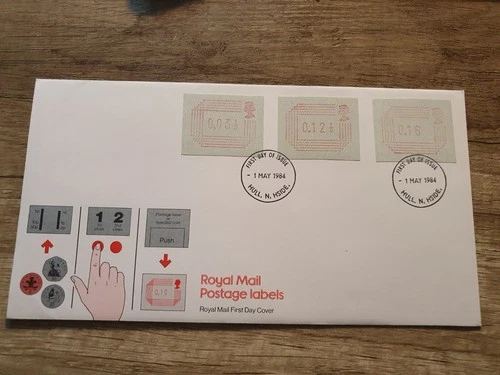 0.03½
0.12½
0.16
FIRST DAY OF ISSUE
- 1 MAY 1984
HULL, N. HSIDE.
FIRST DAY OF ISSUE
- 1 MAY 1984
HULL, N. HSIDE.
1 2
Push
0.16
Royal Mail
Postage labels
Royal Mail First Day Cover